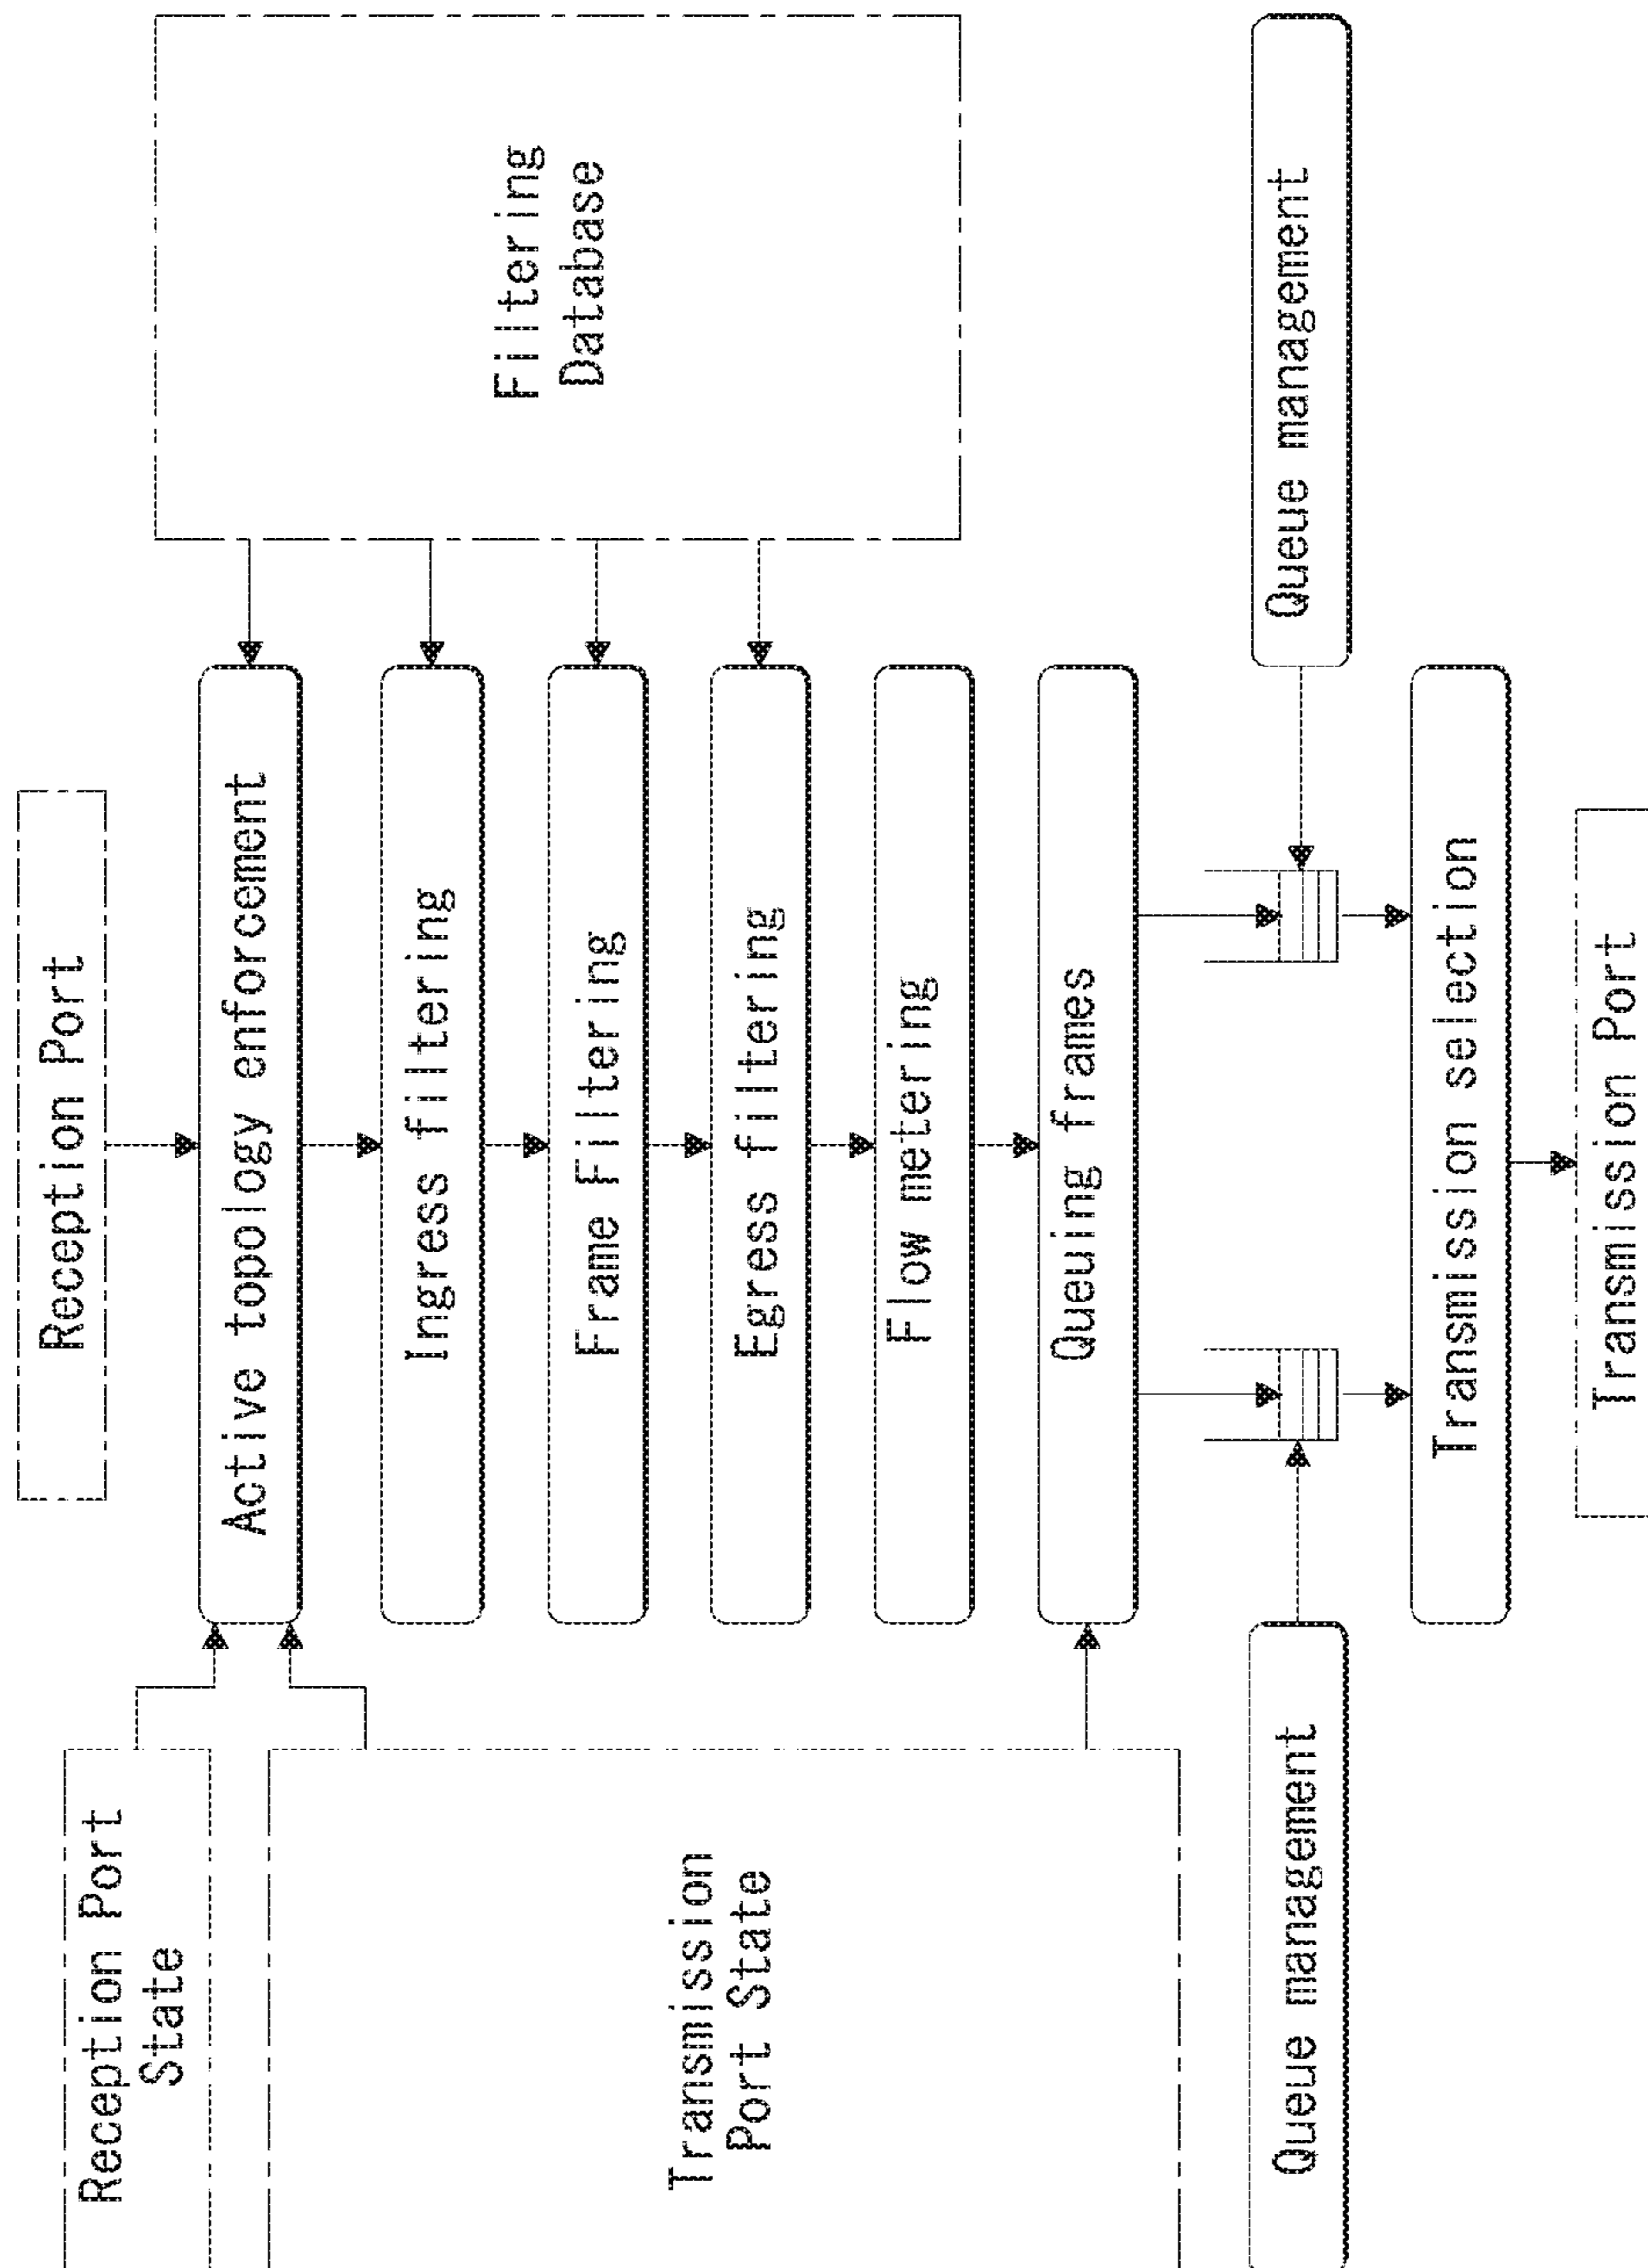 Reception Port
Reception Port
State
Active topology enforcement
Ingress filtering
Frame Filtering
Egress filtering
Flow metering
Queuing frames
Filtering
Database
Transmission
Port State
Queue management
Queue management
Transmission selection
Transmission Port